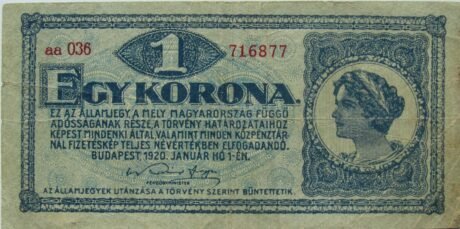 aa 036
1
716877
EGY KORONA.
EZ AZ ÁLLAMJEGY, A MELY MAGYARORSZÁG FÜGGŐ
ADÓSSÁGÁNAK RÉSZE A TÖRVÉNY HATÁROZATAIHOZ
KÉPEST MINDENKI ÁLTAL VALAMINT MINDEN KÖZPÉNZTÁR-
NÁL FIZETÉSKÉP TELJES NÉVÉRTÉKBEN ELFOGADANDÓ.
BUDAPEST, 1920. JANUÁR HÓ 1-ÉN.
PÉNZÜGYMINISTER
AZ ÁLLAMJEGYEK UTÁNZÁSA A TÖRVÉNY SZERINT BÜNTETTETIK.